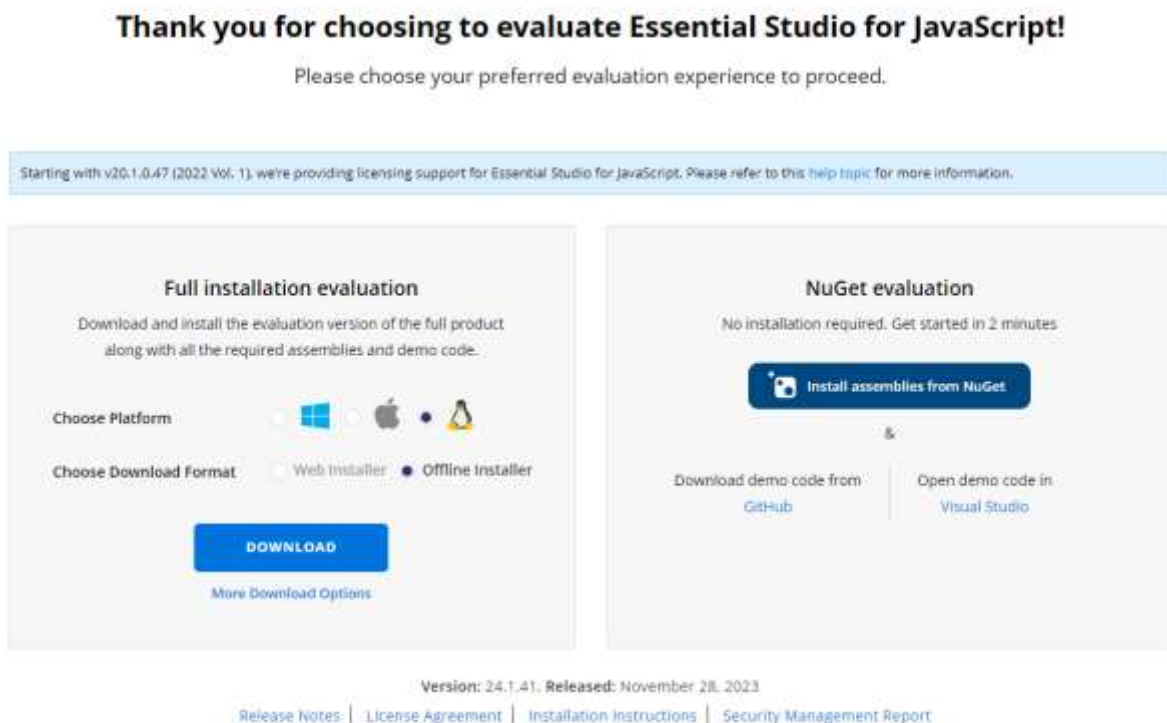 Thank you for choosing to evaluate Essential Studio for JavaScript!
Please choose your preferred evaluation experience to proceed.
Starting with v20.1.0.47 (2022 Vol. 1), we're providing licensing support for Essential Studio for JavaScript. Please refer to this help topic for more information.
Full installation evaluation
Download and install the evaluation version of the full product
along with all the required assemblies and demo code.
Choose Platform
Choose Download Format Web Installer Offline Installer
DOWNLOAD
More Download Options
NuGet evaluation
No installation required. Get started in 2 minutes
Install assemblies from NuGet
&
Download demo code from
GitHub
Open demo code in
Visual Studio
Version: 24.1.41. Released: November 28, 2023
Release Notes | License Agreement | Installation Instructions | Security Management Report